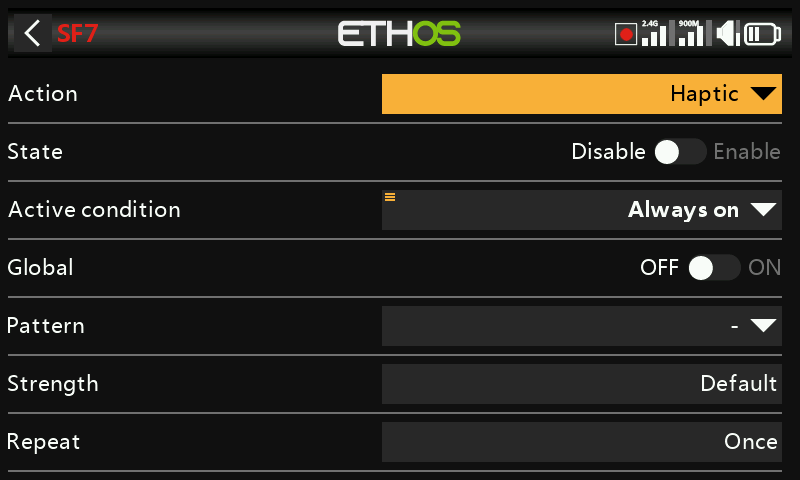 SF7 ETHOS 2.4G 900M
Action Haptic
State Disable Enable
Active condition Always on
Global OFF ON
Pattern -
Strength Default
Repeat Once